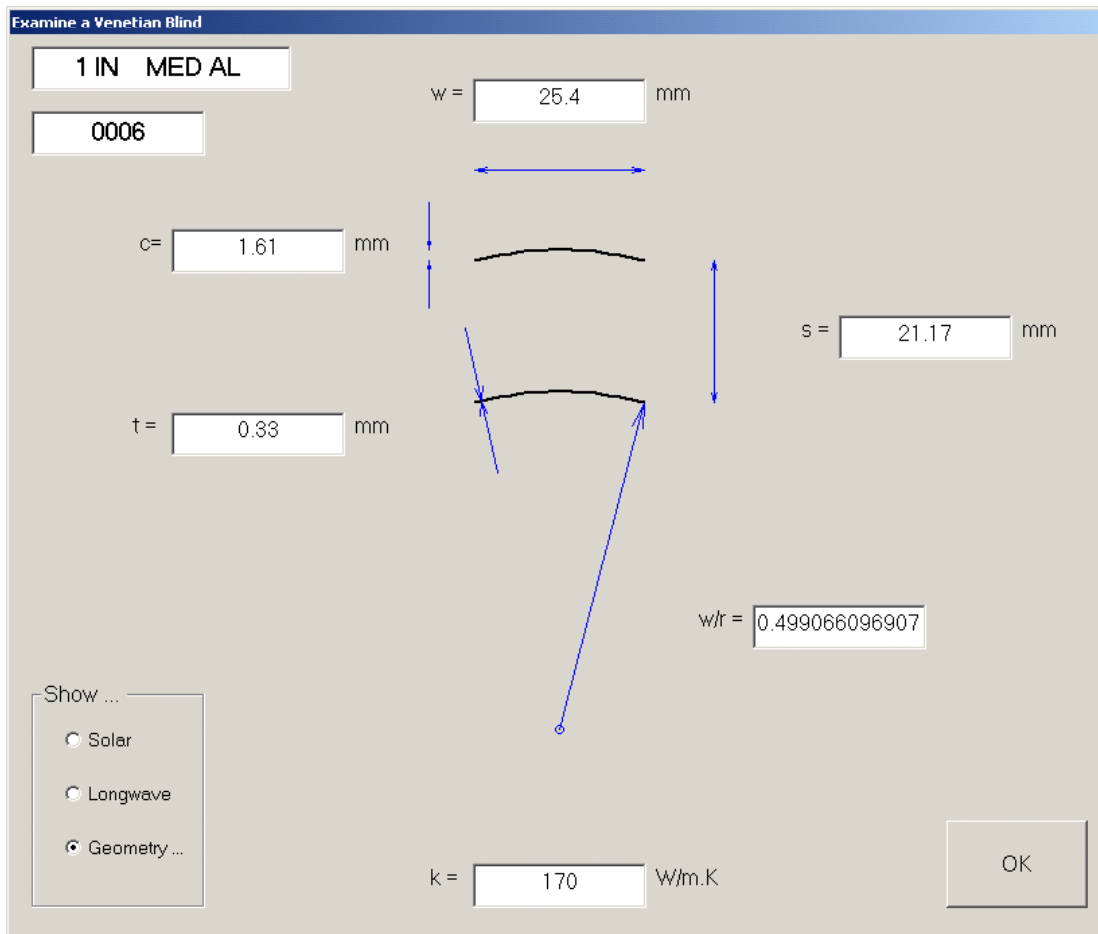 Examine a Venetian Blind
1 IN MED AL
w = 25.4 mm
0006
c= 1.61 mm
s = 21.17 mm
t = 0.33 mm
w/r = 0.499066096907
Show ...
Solar
Longwave
Geometry ...
k = 170 W/m.K
OK